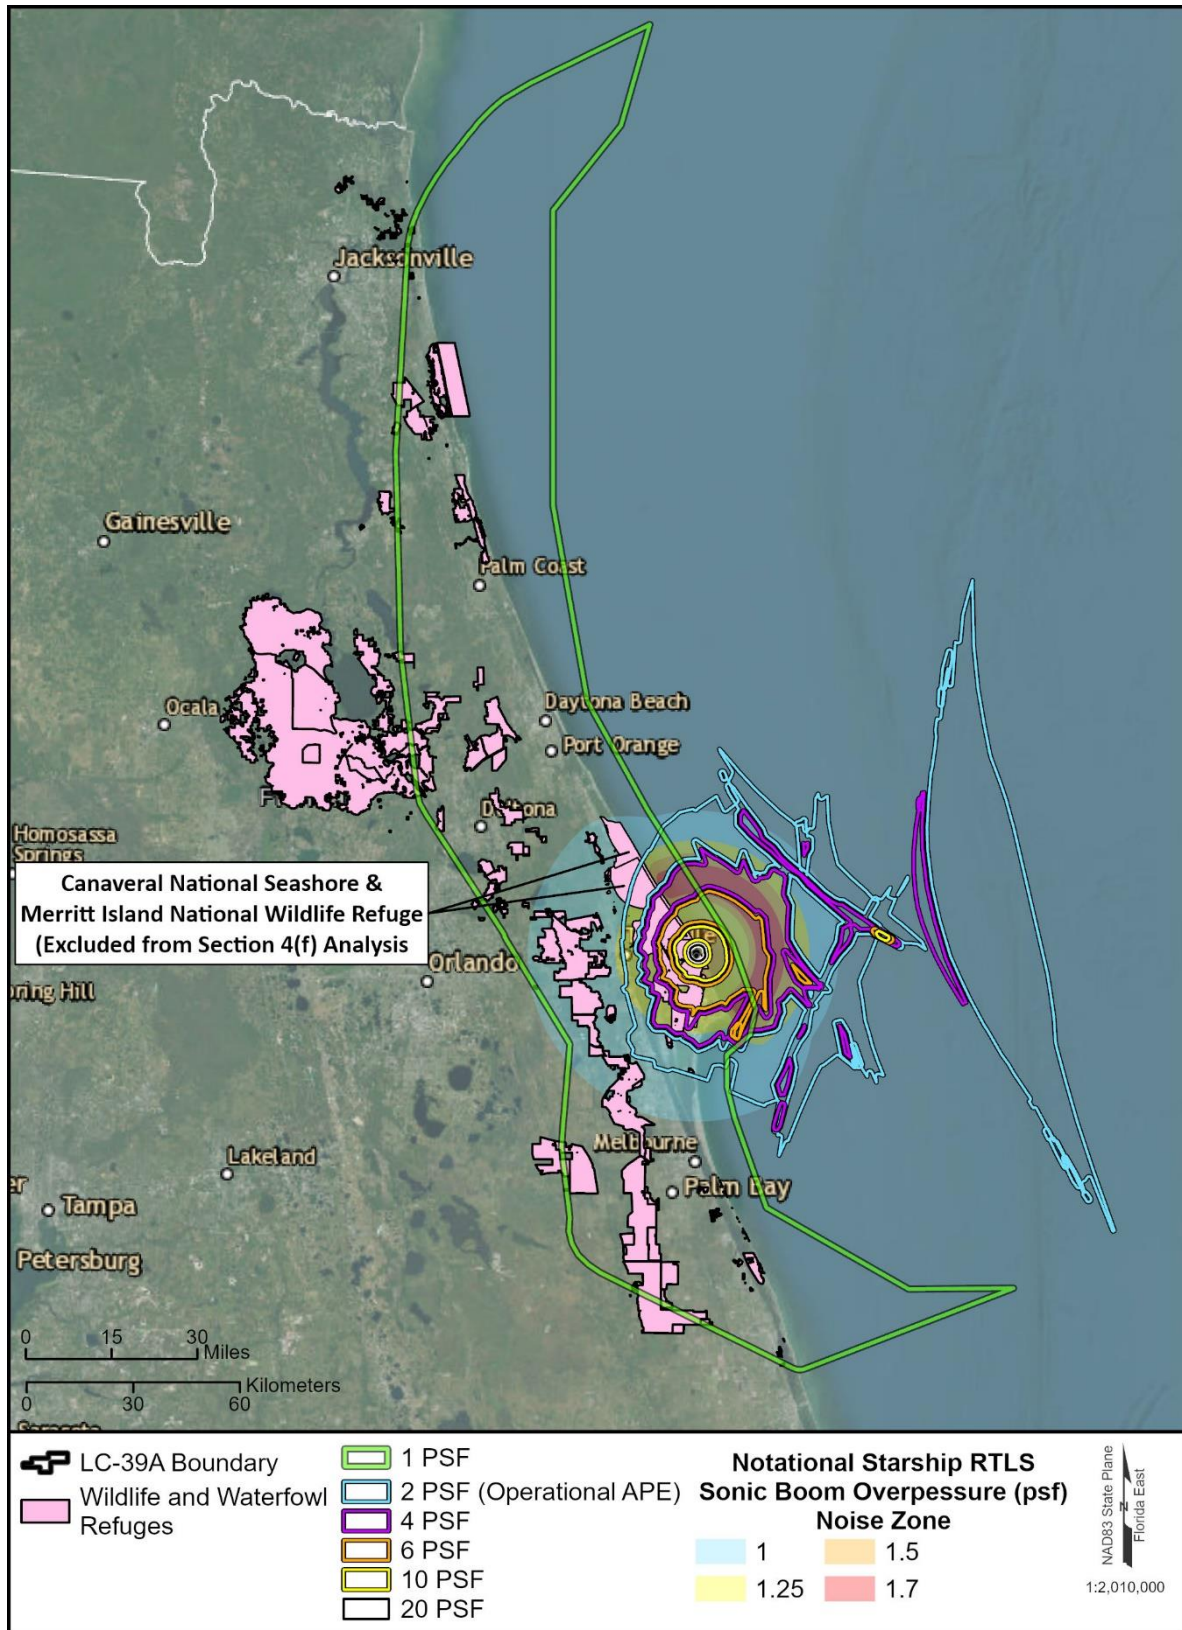 Jacksonville
Gainesville
Palm Coast
Ocala
Daytona Beach
Port Orange
Homosassa
Springs
Canaveral National Seashore &
Merritt Island National Wildlife Refuge
(Excluded from Section 4(f) Analysis
Orlando
ring Hill
Melbourne
Lakeland
Palm Bay
er
Tampa
Petersburg
0 15 30
Miles
Kilometers
0 30 60
LC-39A Boundary
Wildlife and Waterfowl
Refuges
1 PSF
2 PSF (Operational APE)
4 PSF
6 PSF
10 PSF
20 PSF
Notational Starship RTLS
Sonic Boom Overpressure (psf)
Noise Zone
1 1.5
1.25 1.7
NAD83 State Plane
Florida East
N
1:2,010,000